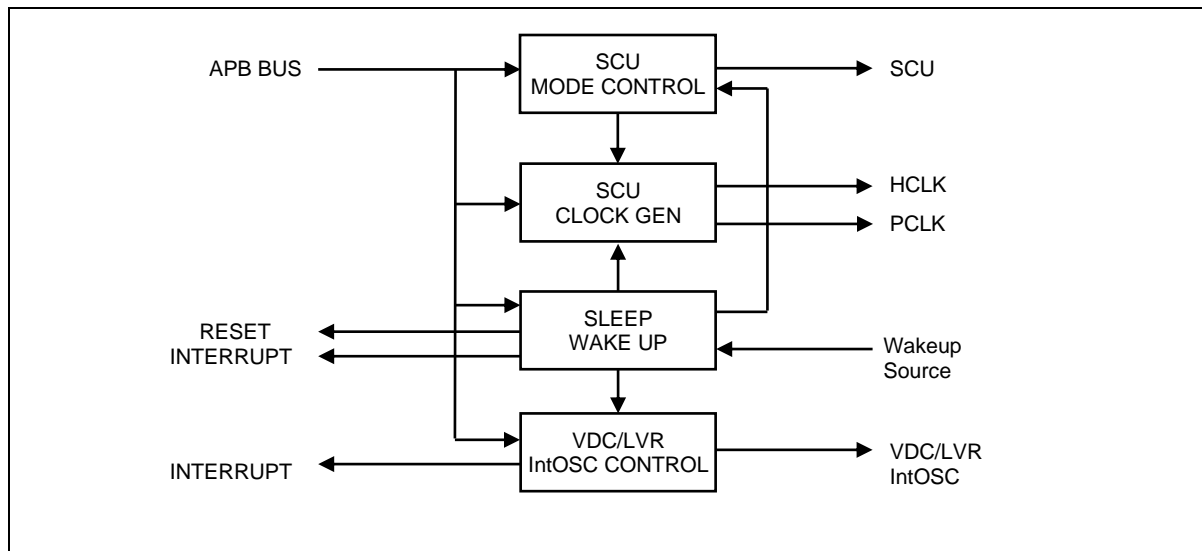 APB BUS
SCU
MODE CONTROL
SCU
SCU
CLOCK GEN
HCLK
PCLK
RESET
INTERRUPT
SLEEP
WAKE UP
Wakeup
Source
INTERRUPT
VDC/LVR
IntOSC CONTROL
VDC/LVR
IntOSC